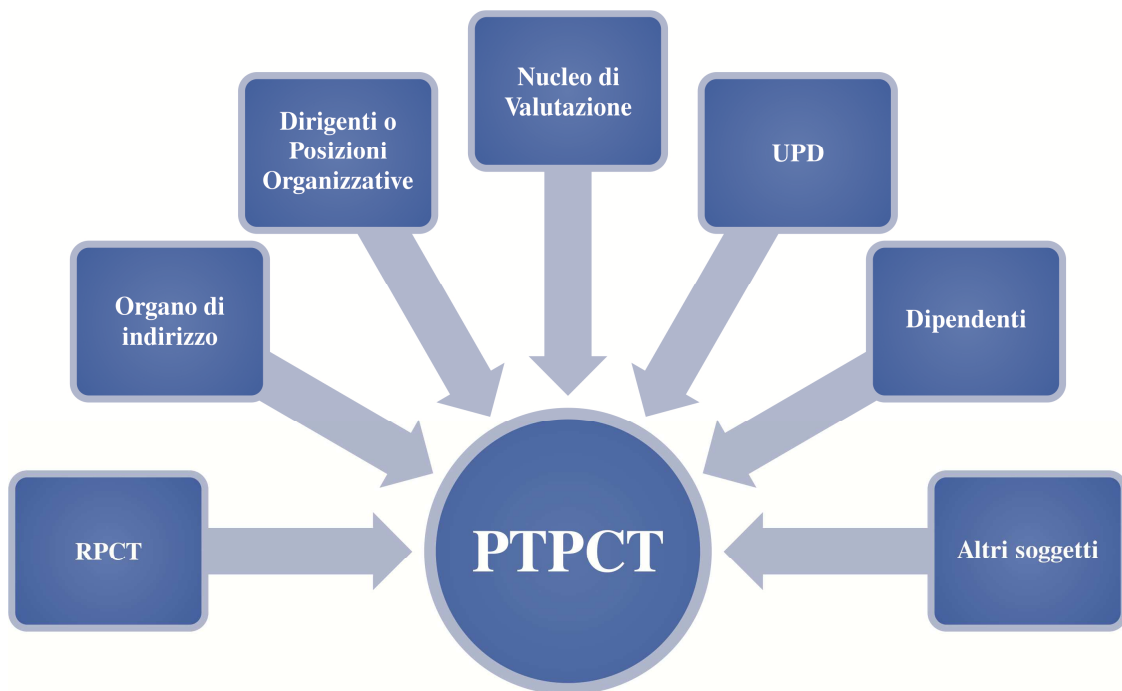 Nucleo di
Valutazione
Dirigenti o
Posizioni
Organizzative
UPD
Organo di
indirizzo
Dipendenti
RPCT
PTPCT
Altri soggetti